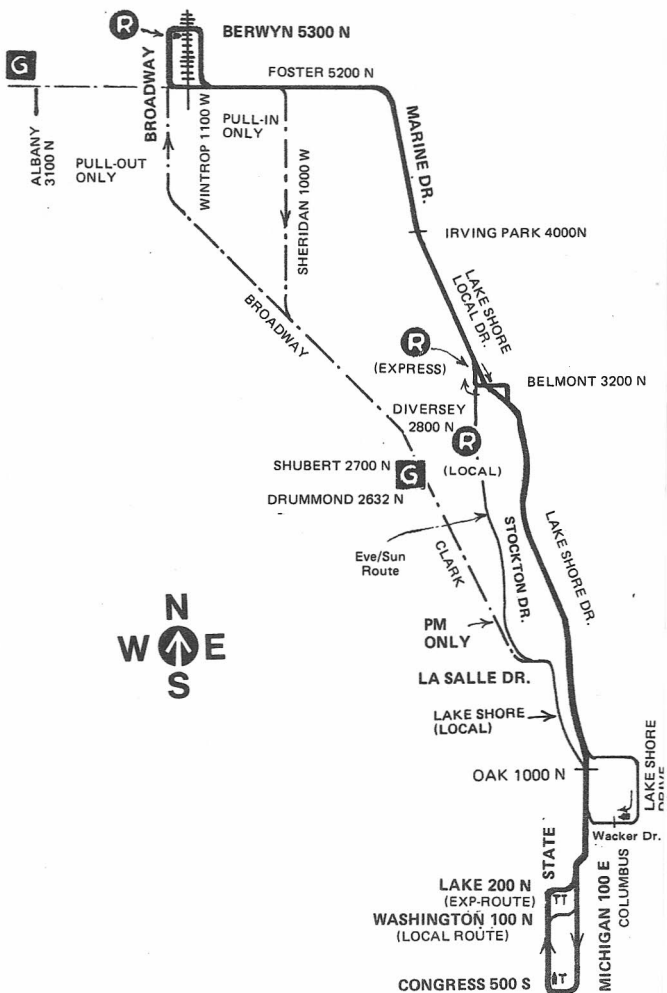 R
BERWYN 5300 N
G
BROADWAY
FOSTER 5200 N
ALBANY
3100 N
PULL-OUT
ONLY
WINTROP 1100 W
PULL-IN
ONLY
SHERIDAN 1000 W
MARINE DR.
IRVING PARK 4000N
BROADWAY
LAKE SHORE
LOCAL DR.
R
(EXPRESS)
BELMONT 3200 N
DIVERSEY
2800 N
R
(LOCAL)
SHUBERT 2700 N
G
DRUMMOND 2632 N
Eve/Sun
Route
CLARK
STOCKTON DR.
LAKE SHORE DR.
N
W E
S
PM
ONLY
LA SALLE DR.
LAKE SHORE
(LOCAL)
OAK 1000 N
LAKE SHORE
DRIVE
Wacker Dr.
STATE
MICHIGAN 100 E
COLUMBUS
LAKE 200 N
(EXP-ROUTE)
TT
WASHINGTON 100 N
(LOCAL ROUTE)
T
CONGRESS 500 S